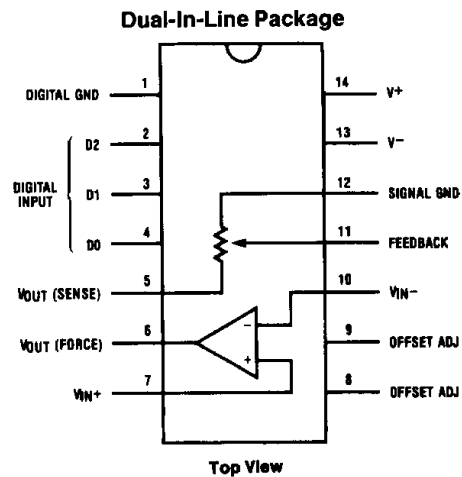 Dual-In-Line Package
DIGITAL GND 1
14 V+
D2 2
13 V−
DIGITAL
INPUT
D1 3
12 SIGNAL GND
D0 4
11 FEEDBACK
VOUT (SENSE) 5
10 VIN−
VOUT (FORCE) 6
−
+
9 OFFSET ADJ
VIN+ 7
8 OFFSET ADJ
Top View